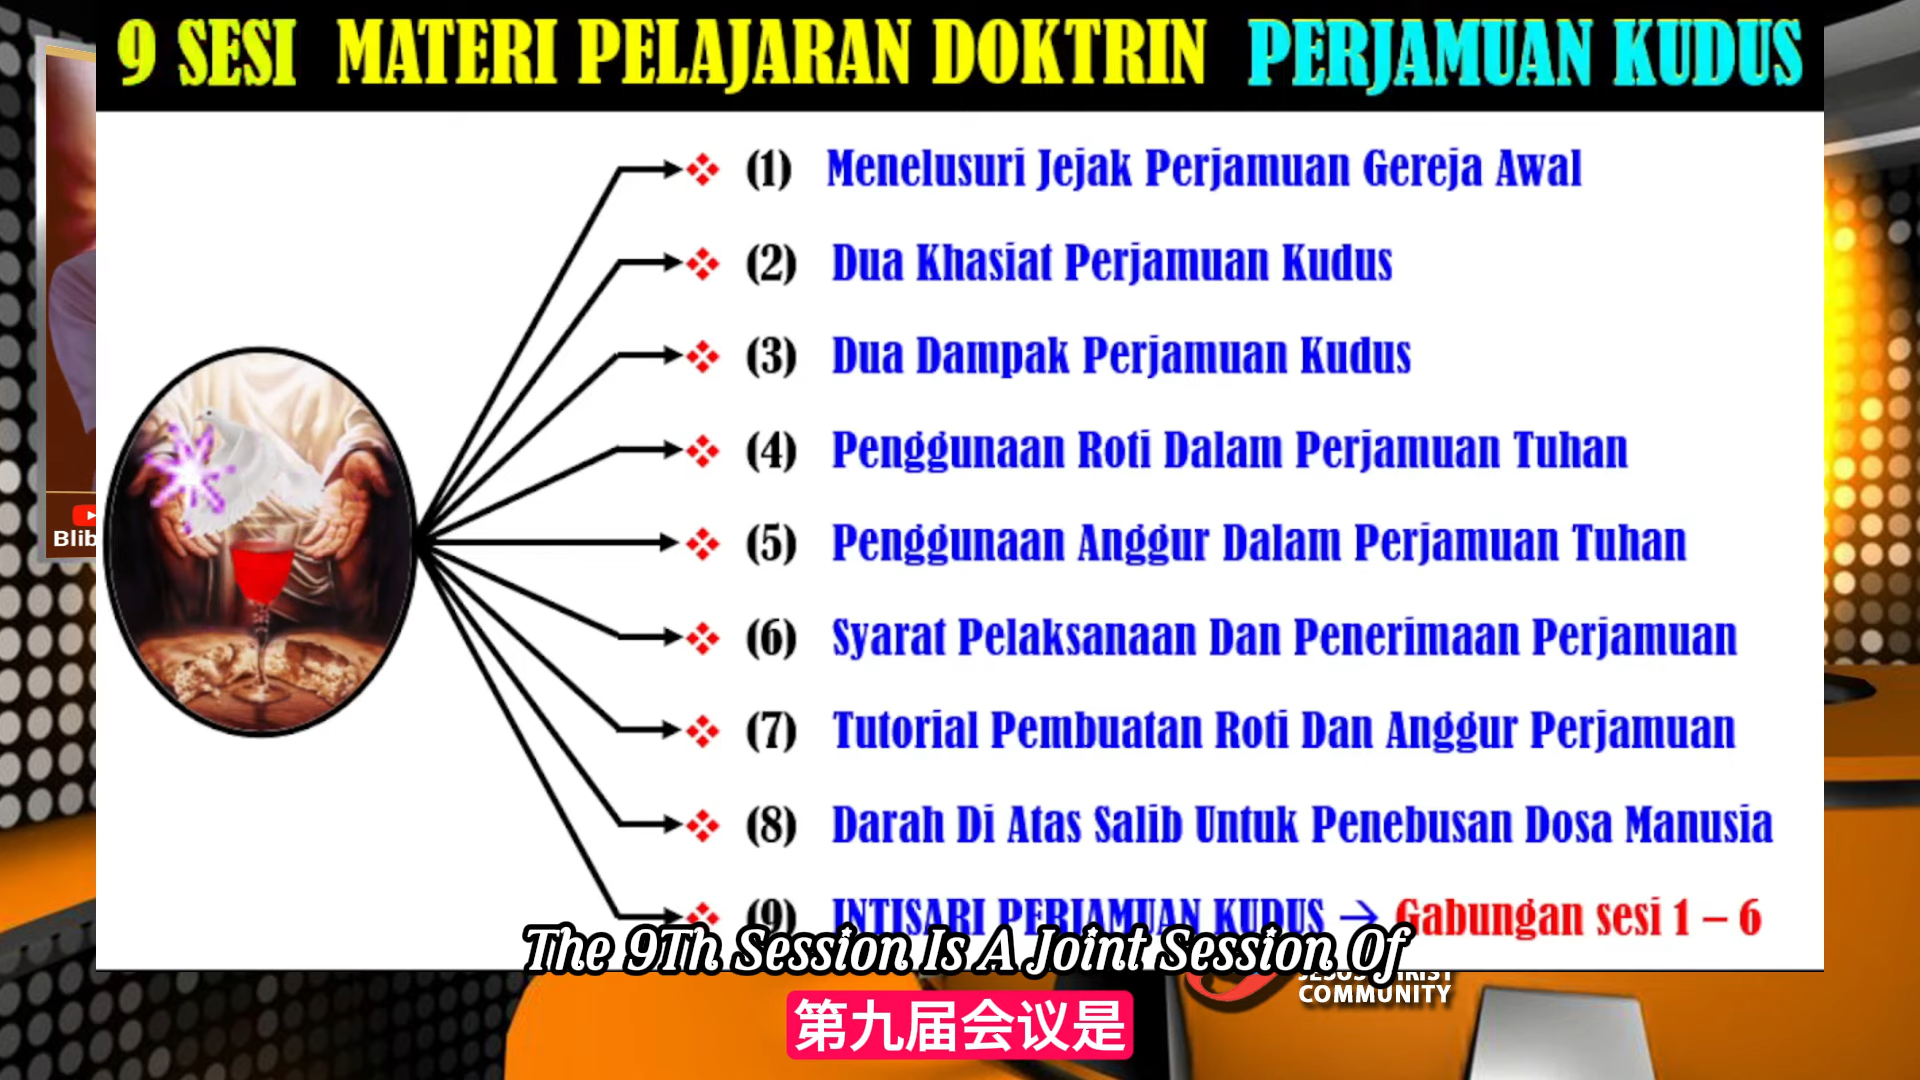 9 SESI MATERI PELAJARAN DOKTRIN PERJAMUAN KUDUS
(1) Menelusuri Jejak Perjamuan Gereja Awal
(2) Dua Khasiat Perjamuan Kudus
(3) Dua Dampak Perjamuan Kudus
(4) Penggunaan Roti Dalam Perjamuan Tuhan
(5) Penggunaan Anggur Dalam Perjamuan Tuhan
(6) Syarat Pelaksanaan Dan Penerimaan Perjamuan
(7) Tutorial Pembuatan Roti Dan Anggur Perjamuan
(8) Darah Di Atas Salib Untuk Penebusan Dosa Manusia
(9) INTISARI PERJAMUAN KUDUS → Gabungan sesi 1 – 6
Blib
The 9Th Session Is A Joint Session Of
JESUS CHRIST
COMMUNITY
第九届会议是